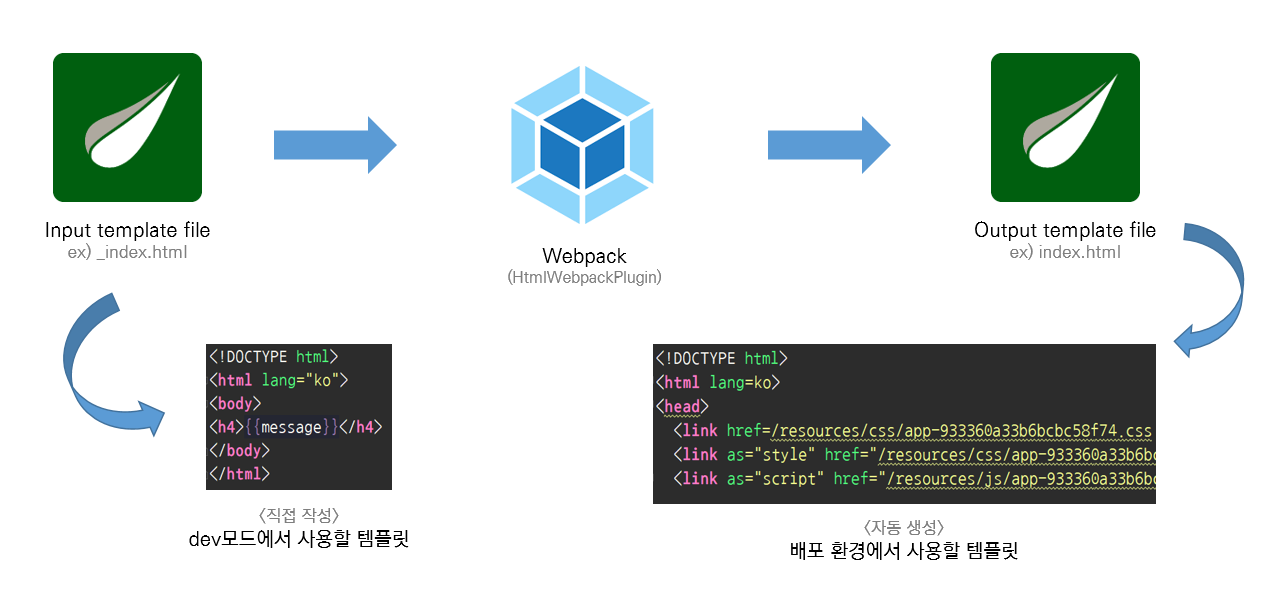 Input template file
ex) _index.html
Webpack
(HtmlWebpackPlugin)
Output template file
ex) index.html
<!DOCTYPE html>
<html lang="ko">
<body>
<h4>{{message}}</h4>
</body>
</html>
<직접 작성>
dev모드에서 사용할 템플릿
<!DOCTYPE html>
<html lang=ko>
<head>
<link href=/resources/css/app-933360a33b6bcbc58f74.css
<link as="style" href="/resources/css/app-933360a33b6bc
<link as="script" href="/resources/js/app-933360a33b6bc
<자동 생성>
배포 환경에서 사용할 템플릿